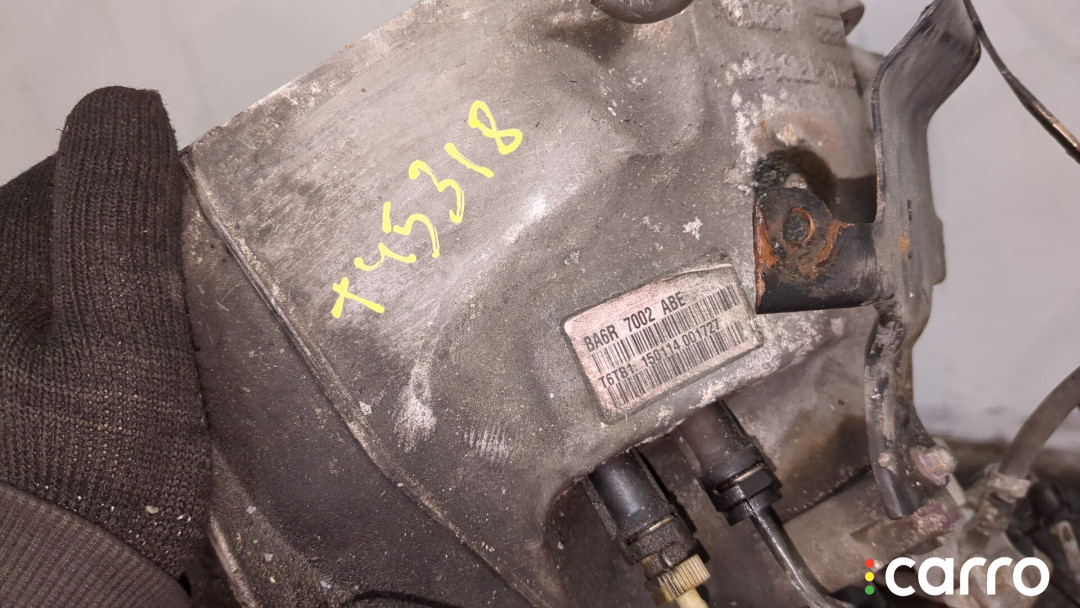 T45318
BA6R 7002 ABE
T6TB1 150114 001727
carro